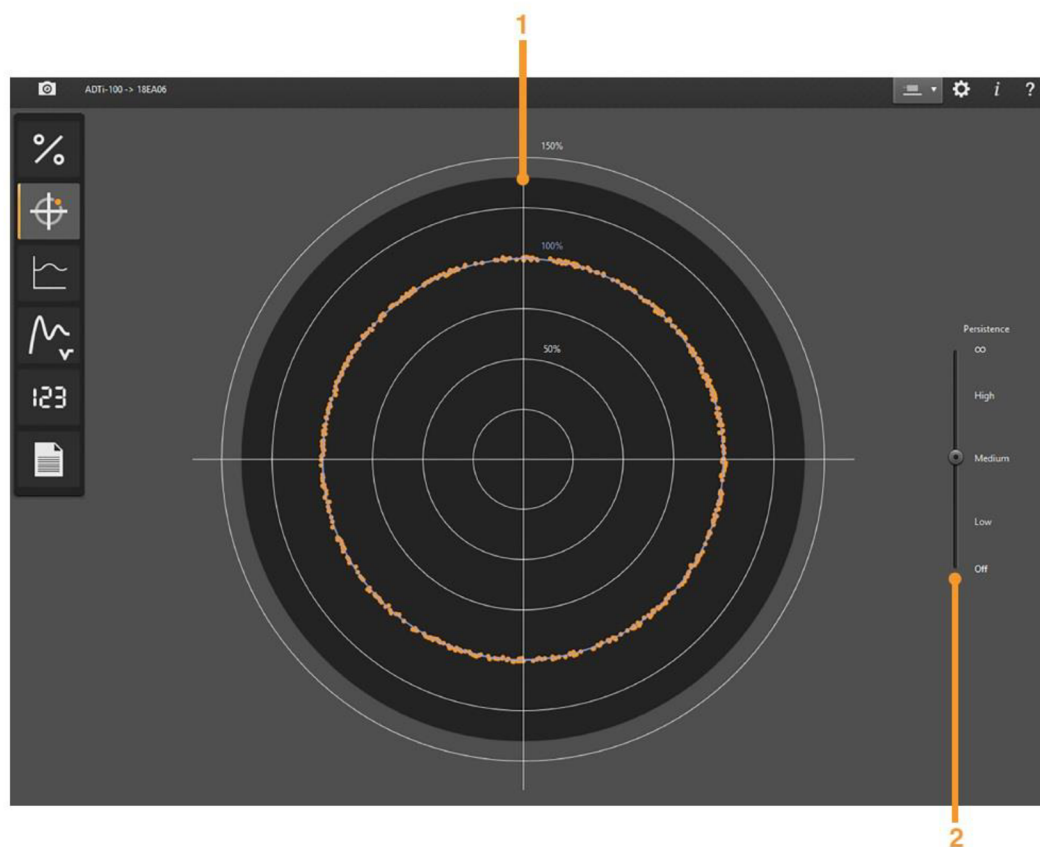 1
ADTi-100 -> 18EA06
i
?
%
150%
100%
50%
123
Persistence
∞
High
Medium
Low
Off
2